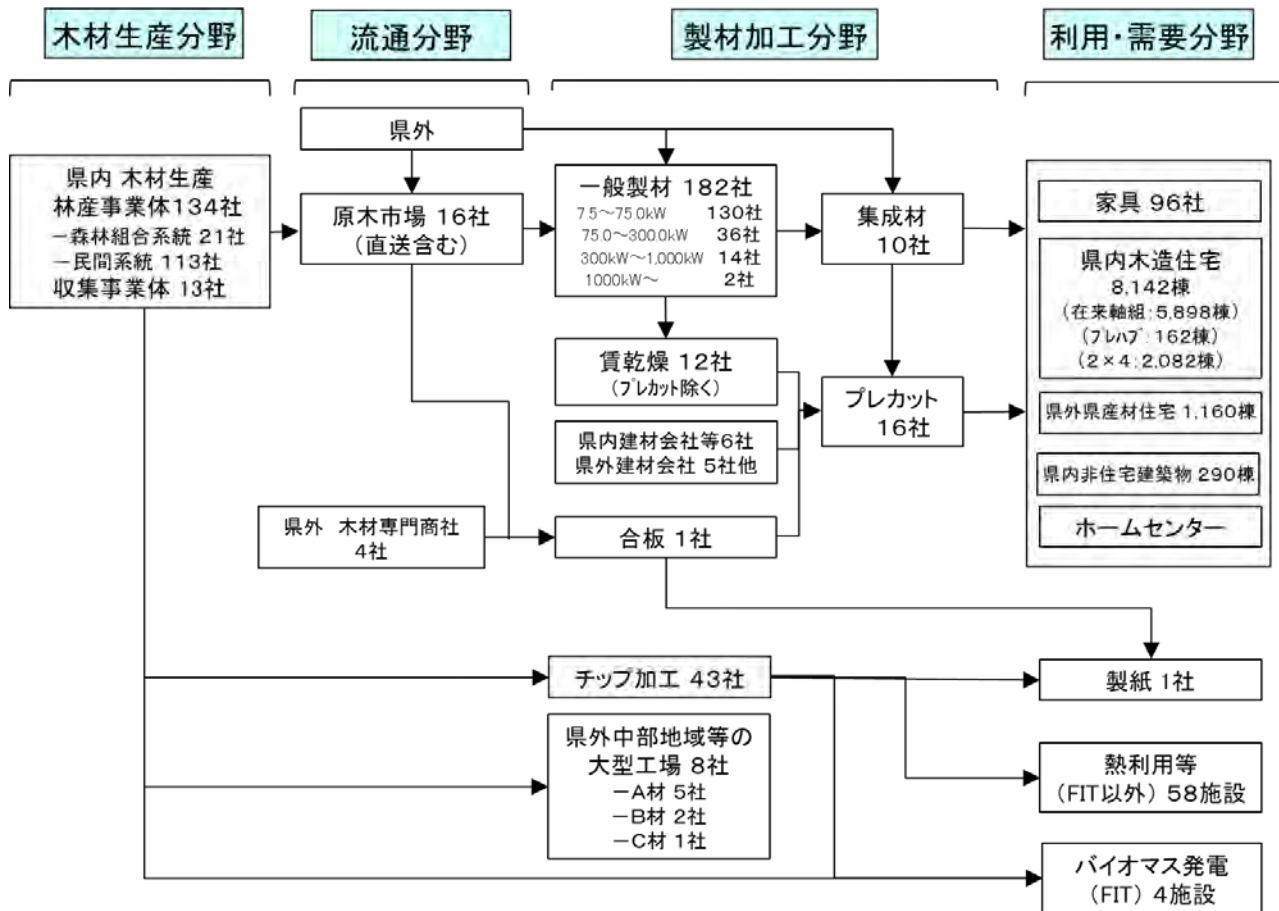 木材生産分野
流通分野
製材加工分野
利用・需要分野
県内 木材生産
林産事業体134社
－森林組合系統 21社
－民間系統 113社
収集事業体 13社
県外
原木市場 16社
(直送含む)
県外 木材専門商社
4社
一般製材 182社
7.5～75.0kW 130社
75.0～300.0kW 36社
300kW～1,000kW 14社
1000kW～ 2社
賃乾燥 12社
(プレカット除く)
県内建材会社等6社
県外建材会社 5社他
合板 1社
集成材
10社
プレカット
16社
チップ加工 43社
県外中部地域等の
大型工場 8社
－A材 5社
－B材 2社
－C材 1社
家具 96社
県内木造住宅
8,142棟
(在来軸組:5,898棟)
(プレハブ:162棟)
(2×4:2,082棟)
県外県産材住宅 1,160棟
県内非住宅建築物 290棟
ホームセンター
製紙 1社
熱利用等
(FIT以外) 58施設
バイオマス発電
(FIT) 4施設